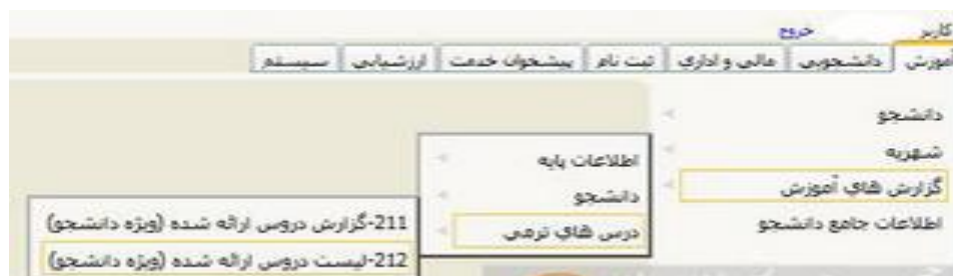 کاربر خروج
آموزش دانشجویی مالی و اداری ثبت نام پیشخوان خدمت ارزشیابی سیستم
دانشجو
شهریه
گزارش های آموزش
اطلاعات جامع دانشجو
اطلاعات پایه
دانشجو
درس های ترمی
211-گزارش دروس ارائه شده (ویژه دانشجو)
212-لیست دروس ارائه شده (ویژه دانشجو)